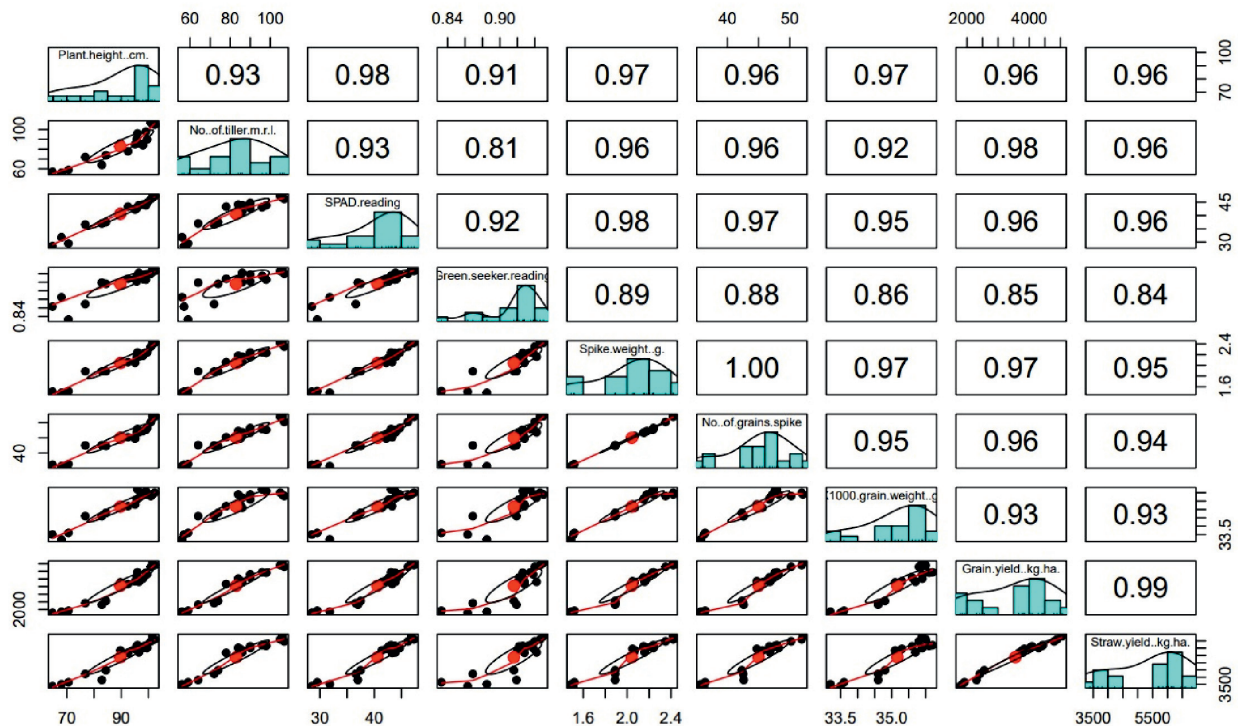 60 80 100 0.84 0.90 40 50 2000 4000
Plant.height..cm. 0.93 0.98 0.91 0.97 0.96 0.97 0.96 0.96 70 100
60 100 No..of.tiller.m.r.l. 0.93 0.81 0.96 0.96 0.92 0.98 0.96
SPAD.reading 0.92 0.98 0.97 0.95 0.96 0.96 30 45
0.84 Green.seeker.reading 0.89 0.88 0.86 0.85 0.84
Spike.weight..g. 1.00 0.97 0.97 0.95 1.6 2.4
40 No..of.grains.spike 0.95 0.96 0.94
X1000.grain.weight..g 0.93 0.93 33.5
2000 Grain.yield..kg.ha. 0.99
Straw.yield..kg.ha. 3500
70 90 30 40 1.6 2.0 2.4 33.5 35.0 3500 5500